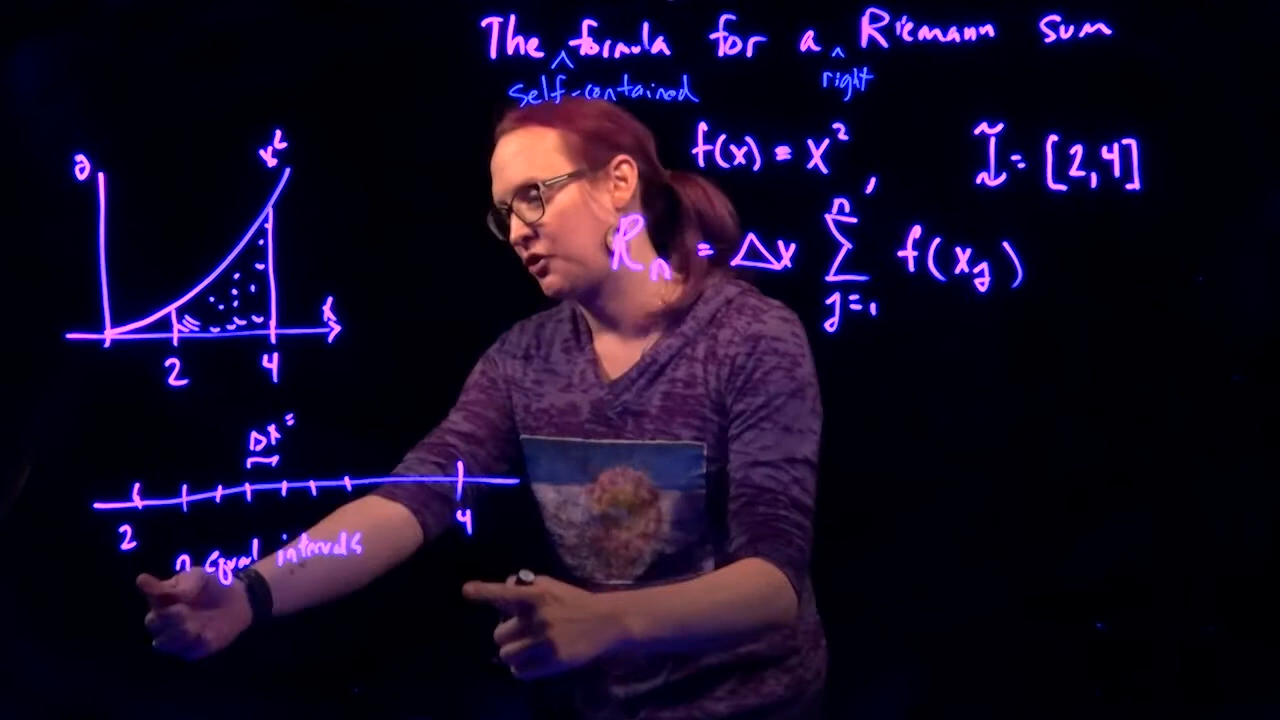 The ^ formula for a ^ Riemann Sum
self-contained right
f(x) = x², I = [2,4]
Rₙ = Δx ∑ⁿⱼ₌₁ f(xⱼ)
y x²
x
2 4
Δx =
2 4
n equal intervals